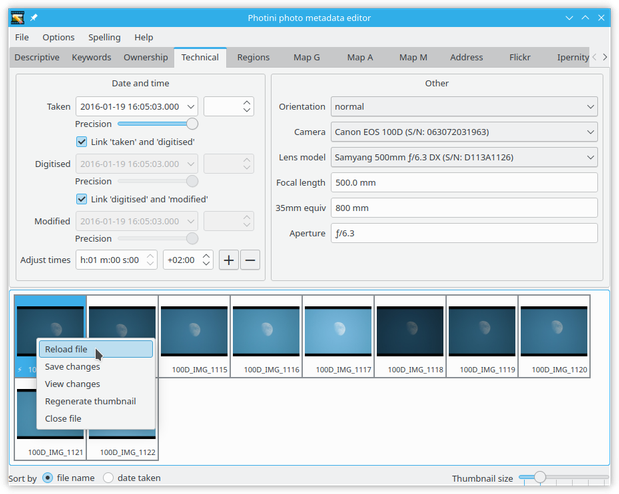 Photini photo metadata editor
File Options Spelling Help
Descriptive Keywords Ownership Technical Regions Map G Map A Map M Address Flickr Ipernity
Date and time
Taken 2016-01-19 16:05:03.000
Precision
Link 'taken' and 'digitised'
Digitised 2016-01-19 16:05:03.000
Precision
Link 'digitised' and 'modified'
Modified 2016-01-19 16:05:03.000
Precision
Adjust times h:01 m:00 s:00 +02:00 + −
Other
Orientation normal
Camera Canon EOS 100D (S/N: 063072031963)
Lens model Samyang 500mm ƒ/6.3 DX (S/N: D113A1126)
Focal length 500.0 mm
35mm equiv 800 mm
Aperture ƒ/6.3
100D_IMG_1115 100D_IMG_1116 100D_IMG_1117 100D_IMG_1118 100D_IMG_1119 100D_IMG_1120
Reload file
Save changes
View changes
Regenerate thumbnail
Close file
100D_IMG_1121 100D_IMG_1122
Sort by file name date taken Thumbnail size